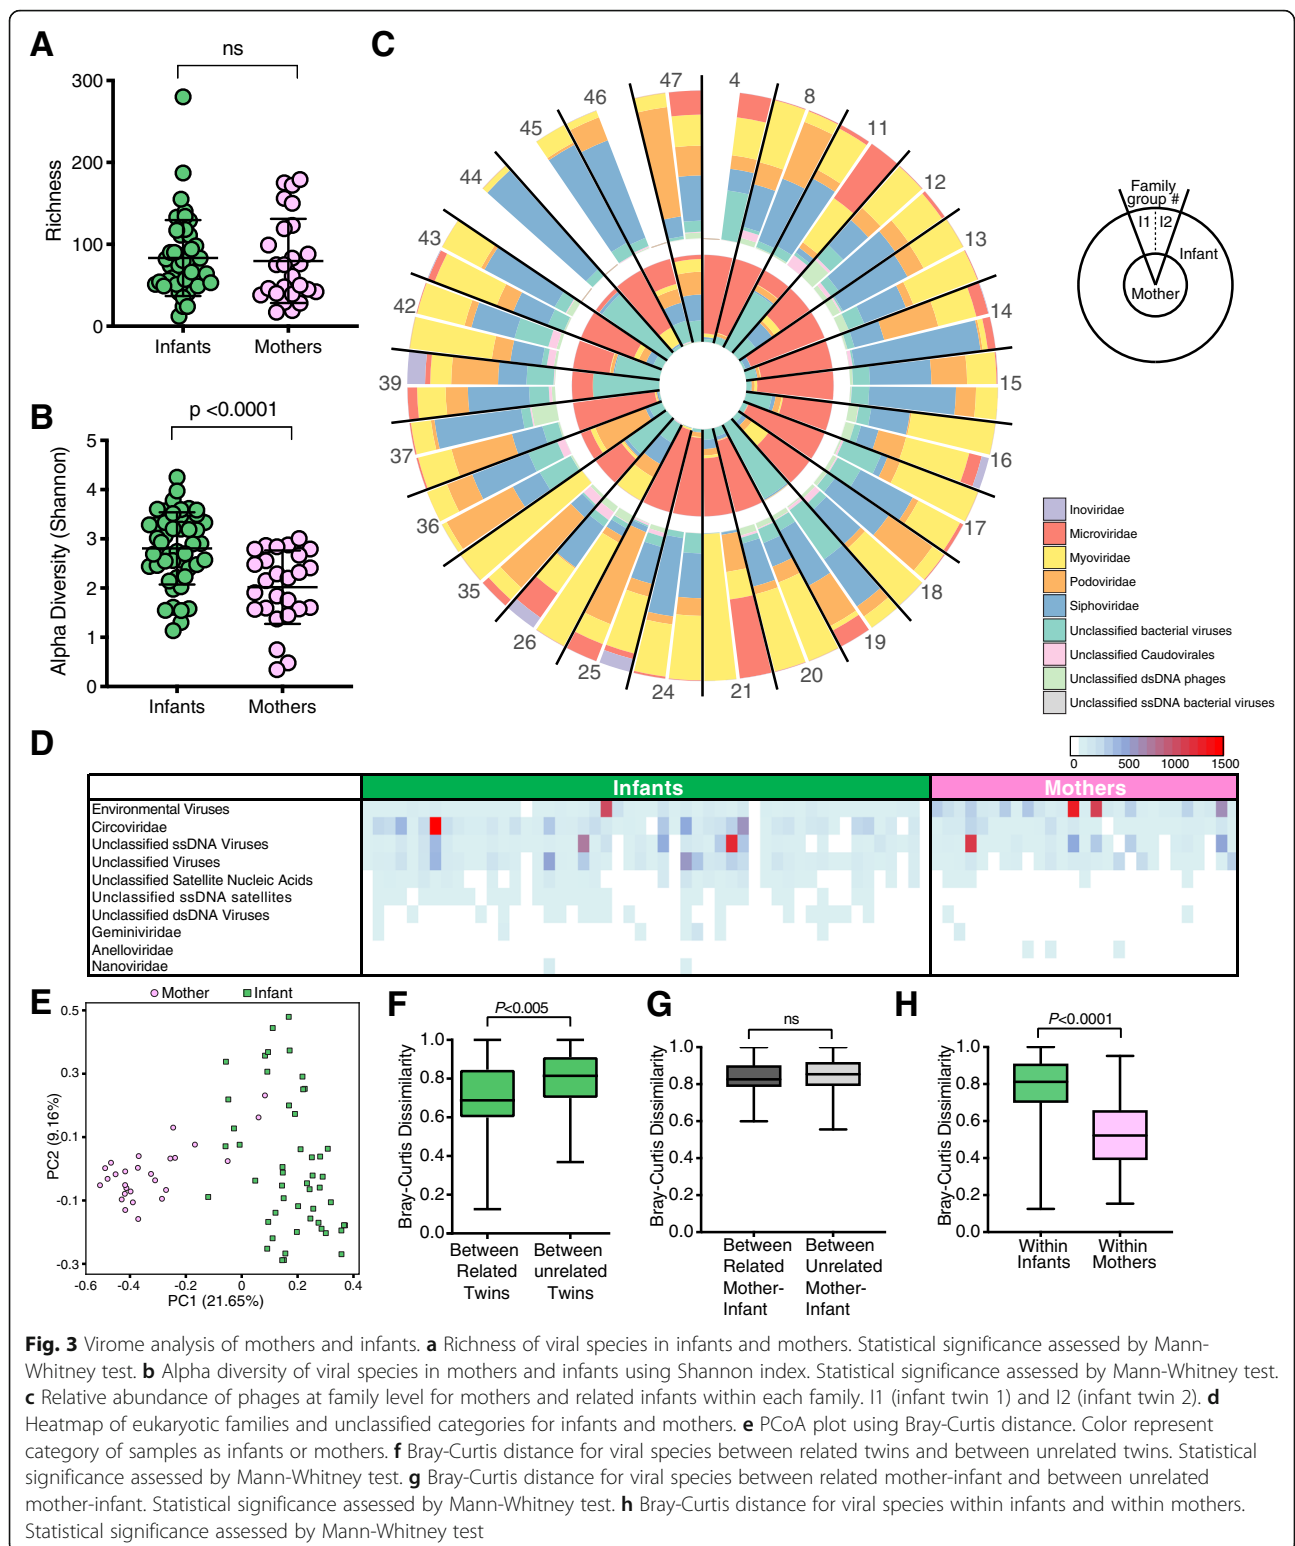 A
ns
Richness
300
200
100
0
Infants
Mothers
B
p <0.0001
Alpha Diversity (Shannon)
5
4
3
2
1
0
Infants
Mothers
C
4
8
11
12
13
14
15
16
17
18
19
20
21
24
25
26
35
36
37
39
42
43
44
45
46
47
Family
group #
I1 I2
Infant
Mother
Inoviridae
Microviridae
Myoviridae
Podoviridae
Siphoviridae
Unclassified bacterial viruses
Unclassified Caudovirales
Unclassified dsDNA phages
Unclassified ssDNA bacterial viruses
D
0 500 1000 1500
Infants
Mothers
Environmental Viruses
Circoviridae
Unclassified ssDNA Viruses
Unclassified Viruses
Unclassified Satellite Nucleic Acids
Unclassified ssDNA satellites
Unclassified dsDNA Viruses
Geminiviridae
Anelloviridae
Nanoviridae
E
Mother Infant
PC2 (9.16%)
0.5
0.3
0.1
-0.1
-0.3
-0.6 -0.4 -0.2 0 0.2 0.4
PC1 (21.65%)
F
P<0.005
Bray-Curtis Dissimilarity
1.0
0.8
0.6
0.4
0.2
0.0
Between
Related
Twins
Between
unrelated
Twins
G
ns
Bray-Curtis Dissimilarity
1.0
0.8
0.6
0.4
0.2
0.0
Between
Related
Mother-
Infant
Between
Unrelated
Mother-
Infant
H
P<0.0001
Bray-Curtis Dissimilarity
1.0
0.8
0.6
0.4
0.2
0.0
Within
Infants
Within
Mothers
Fig. 3 Virome analysis of mothers and infants. a Richness of viral species in infants and mothers. Statistical significance assessed by Mann-
Whitney test. b Alpha diversity of viral species in mothers and infants using Shannon index. Statistical significance assessed by Mann-Whitney test.
c Relative abundance of phages at family level for mothers and related infants within each family. I1 (infant twin 1) and I2 (infant twin 2). d
Heatmap of eukaryotic families and unclassified categories for infants and mothers. e PCoA plot using Bray-Curtis distance. Color represent
category of samples as infants or mothers. f Bray-Curtis distance for viral species between related twins and between unrelated twins. Statistical
significance assessed by Mann-Whitney test. g Bray-Curtis distance for viral species between related mother-infant and between unrelated
mother-infant. Statistical significance assessed by Mann-Whitney test. h Bray-Curtis distance for viral species within infants and within mothers.
Statistical significance assessed by Mann-Whitney test